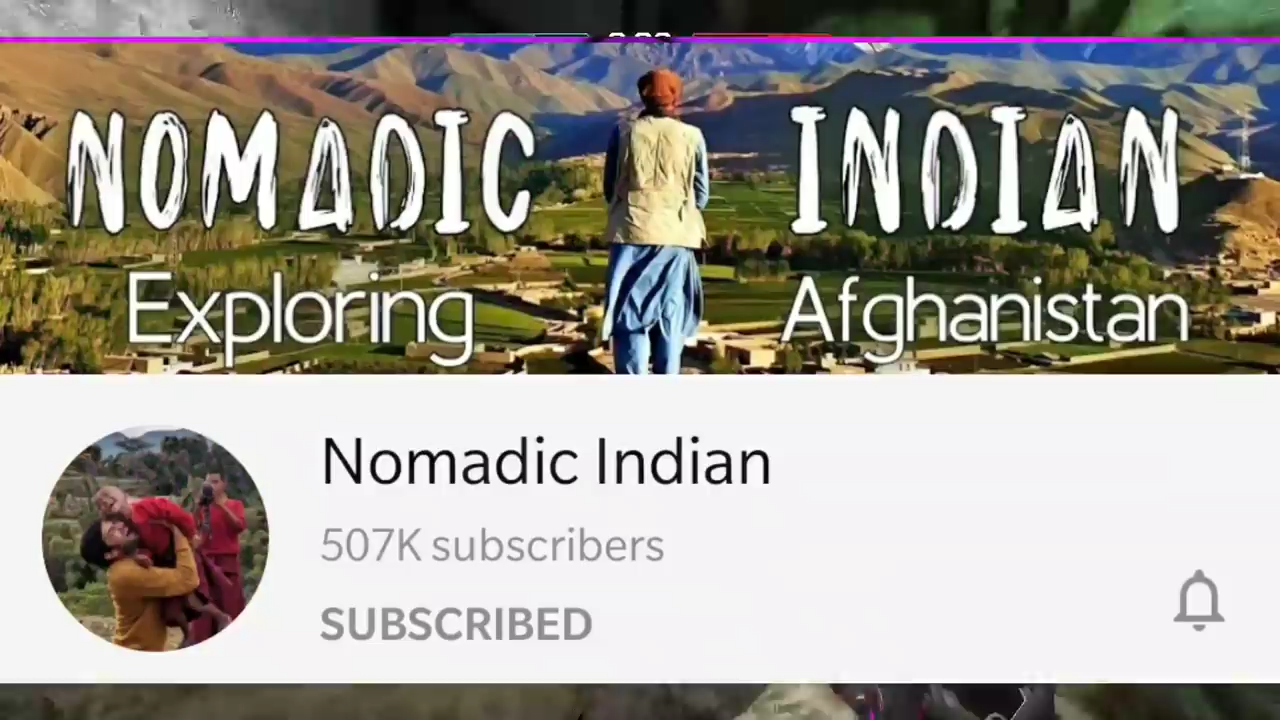 NOMADIC INDIAN
Exploring Afghanistan
Nomadic Indian
507K subscribers
SUBSCRIBED